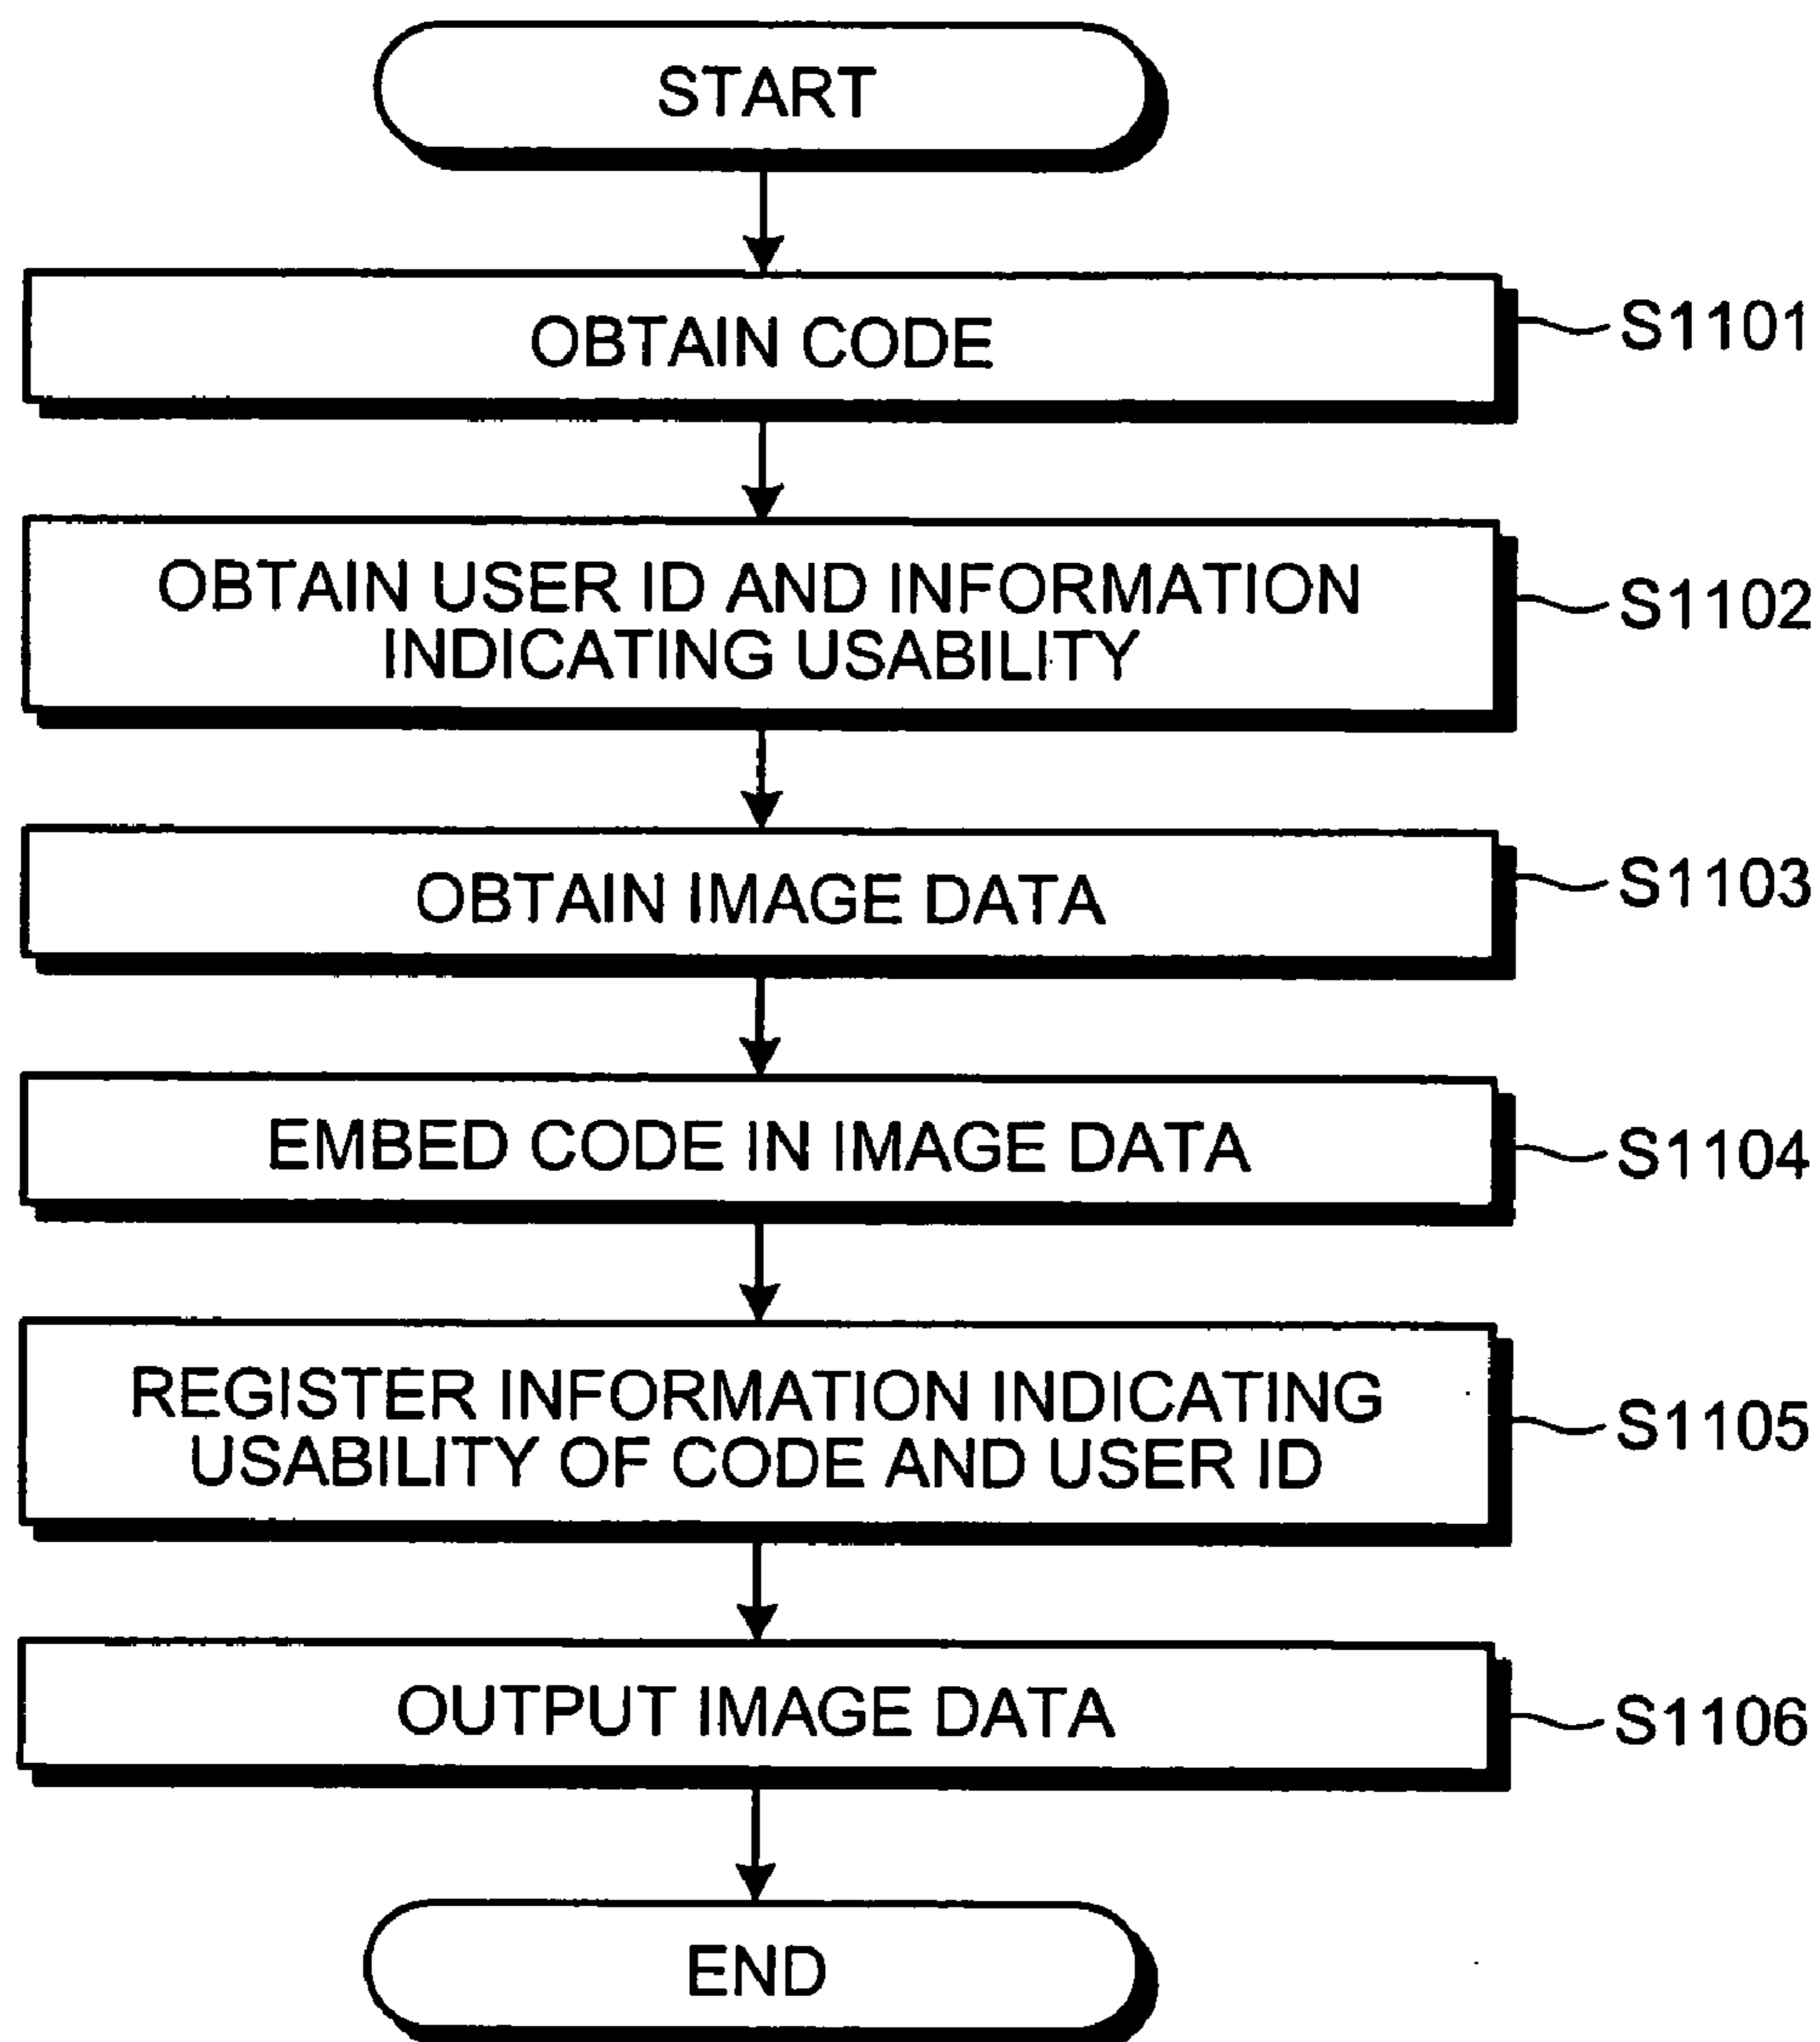 START
OBTAIN CODE
S1101
OBTAIN USER ID AND INFORMATION
INDICATING USABILITY
S1102
OBTAIN IMAGE DATA
S1103
EMBED CODE IN IMAGE DATA
S1104
REGISTER INFORMATION INDICATING
USABILITY OF CODE AND USER ID
S1105
OUTPUT IMAGE DATA
S1106
END